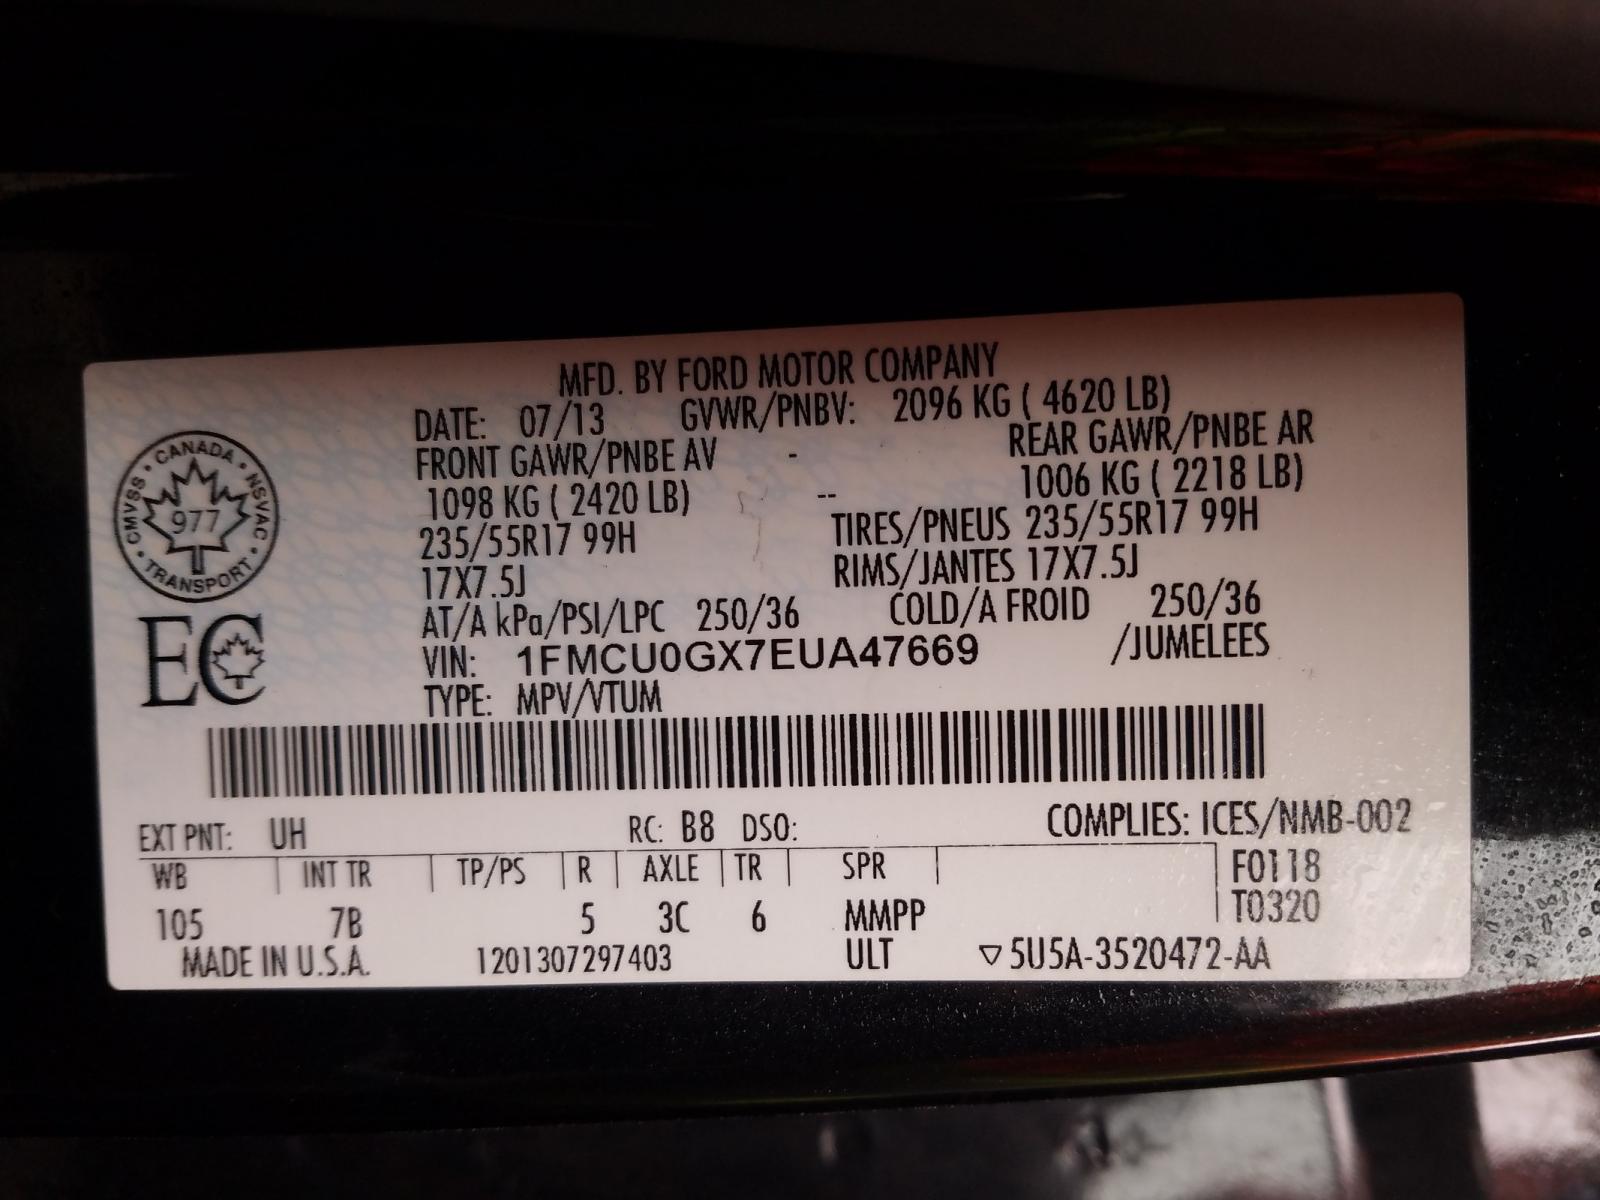 MFD. BY FORD MOTOR COMPANY
DATE: 07/13 GVWR/PNBV: 2096 KG ( 4620 LB)
FRONT GAWR/PNBE AV - REAR GAWR/PNBE AR
1098 KG ( 2420 LB) -- 1006 KG ( 2218 LB)
235/55R17 99H TIRES/PNEUS 235/55R17 99H
17X7.5J RIMS/JANTES 17X7.5J
AT/A kPa/PSI/LPC 250/36 COLD/A FROID 250/36
VIN: 1FMCU0GX7EUA47669 /JUMELEES
TYPE: MPV/VTUM
CANADA · NSVAC · TRANSPORT · CMVSS ·
977
EC
EXT PNT: UH RC: B8 DSO: COMPLIES: ICES/NMB-002
WB INT TR TP/PS R AXLE TR SPR F0118
105 7B 5 3C 6 MMPP T0320
MADE IN U.S.A. 1201307297403 ULT ▽5U5A-3520472-AA